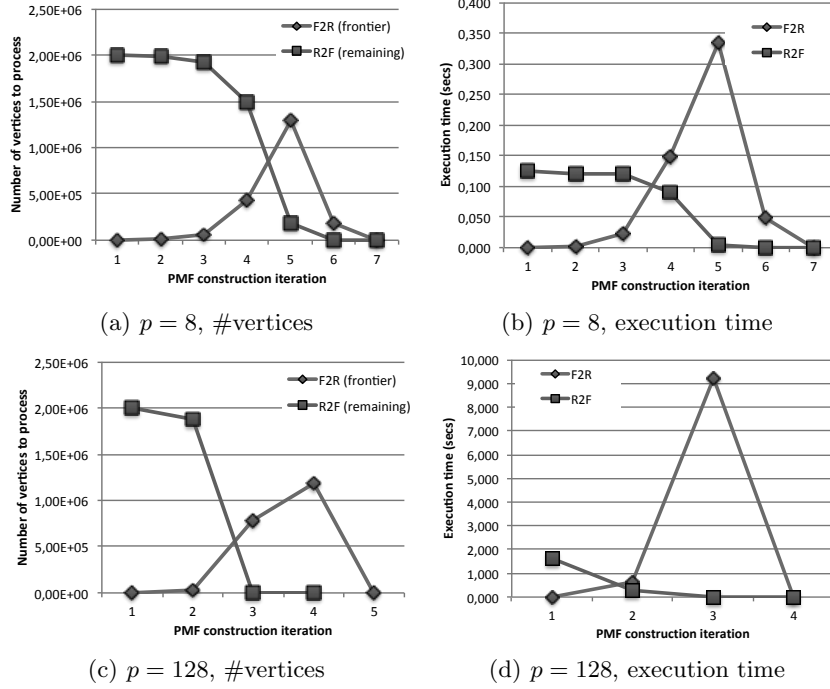 2,50E+06
F2R (frontier)
2,00E+06
R2F (remaining)
1,50E+06
1,00E+06
5,00E+05
0,00E+00
Number of vertices to process
1 2 3 4 5 6 7
PMF construction iteration
(a) p = 8, #vertices
0,400
0,350
F2R
0,300
R2F
0,250
0,200
0,150
0,100
0,050
0,000
Execution time (secs)
1 2 3 4 5 6 7
PMF construction iteration
(b) p = 8, execution time
2,50E+06
F2R (frontier)
2,00E+06
R2F (remaining)
1,50E+06
1,00E+06
5,00E+05
0,00E+00
Number of vertices to process
1 2 3 4 5
PMF construction iteration
(c) p = 128, #vertices
10,000
F2R
9,000
R2F
8,000
7,000
6,000
5,000
4,000
3,000
2,000
1,000
0,000
Execution time (secs)
1 2 3 4
PMF construction iteration
(d) p = 128, execution time